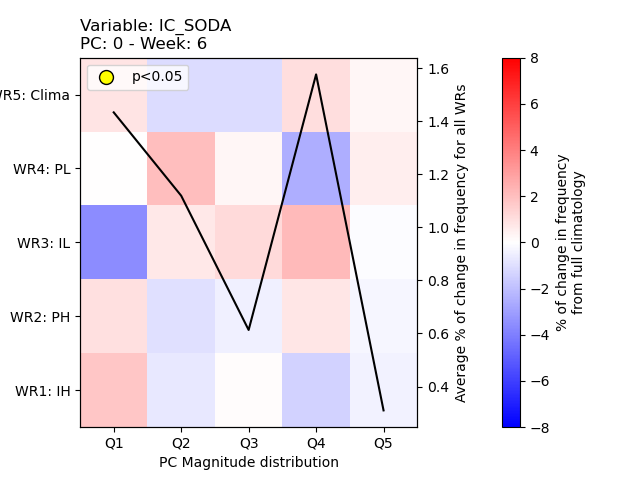 Variable: IC_SODA
PC: 0 - Week: 6
p<0.05
WR5: Clima
WR4: PL
WR3: IL
WR2: PH
WR1: IH
Q1 Q2 Q3 Q4 Q5
PC Magnitude distribution
1.6
1.4
1.2
1.0
0.8
0.6
0.4
Average % of change in frequency for all WRs
8
6
4
2
0
−2
−4
−6
−8
% of change in frequency
from full climatology